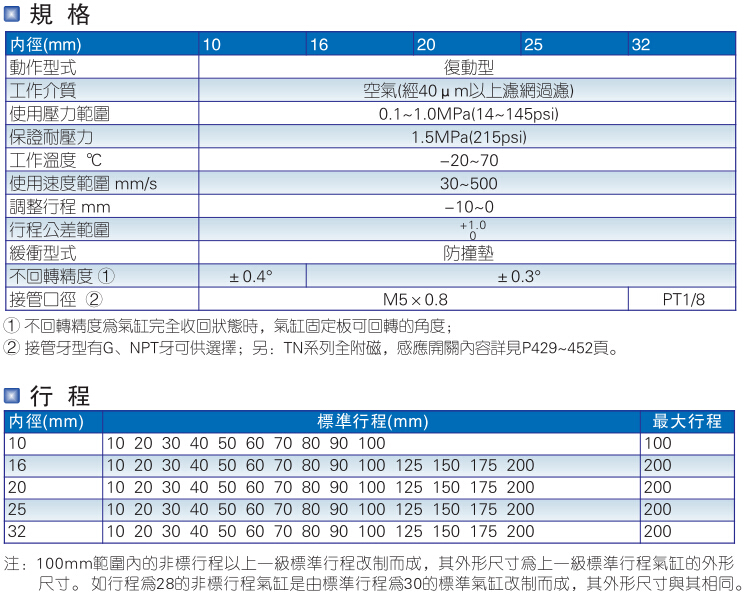 規 格
内徑(mm) 10 16 20 25 32
動作型式 復動型
工作介質 空氣(經40μm以上濾網過濾)
使用壓力範圍 0.1~1.0MPa(14~145psi)
保證耐壓力 1.5MPa(215psi)
工作溫度 ℃ −20~70
使用速度範圍 mm/s 30~500
調整行程 mm −10~0
行程公差範圍 +1.0 0
緩衝型式 防撞墊
不回轉精度 ① ±0.4° ±0.3°
接管口徑 ② M5×0.8 PT1/8
① 不回轉精度爲氣缸完全收回狀態時，氣缸固定板可回轉的角度；
② 接管牙型有G、NPT牙可供選擇；另：TN系列全附磁，感應開關內容詳見P429~452頁。
行 程
内徑(mm) 標準行程(mm) 最大行程
10 10 20 30 40 50 60 70 80 90 100 100
16 10 20 30 40 50 60 70 80 90 100 125 150 175 200 200
20 10 20 30 40 50 60 70 80 90 100 125 150 175 200 200
25 10 20 30 40 50 60 70 80 90 100 125 150 175 200 200
32 10 20 30 40 50 60 70 80 90 100 125 150 175 200 200
注：100mm範圍內的非標行程以上一級標準行程改制而成，其外形尺寸爲上一級標準行程氣缸的外形
尺寸。如行程爲28的非標行程氣缸是由標準行程爲30的標準氣缸改制而成，其外形尺寸與其相同。